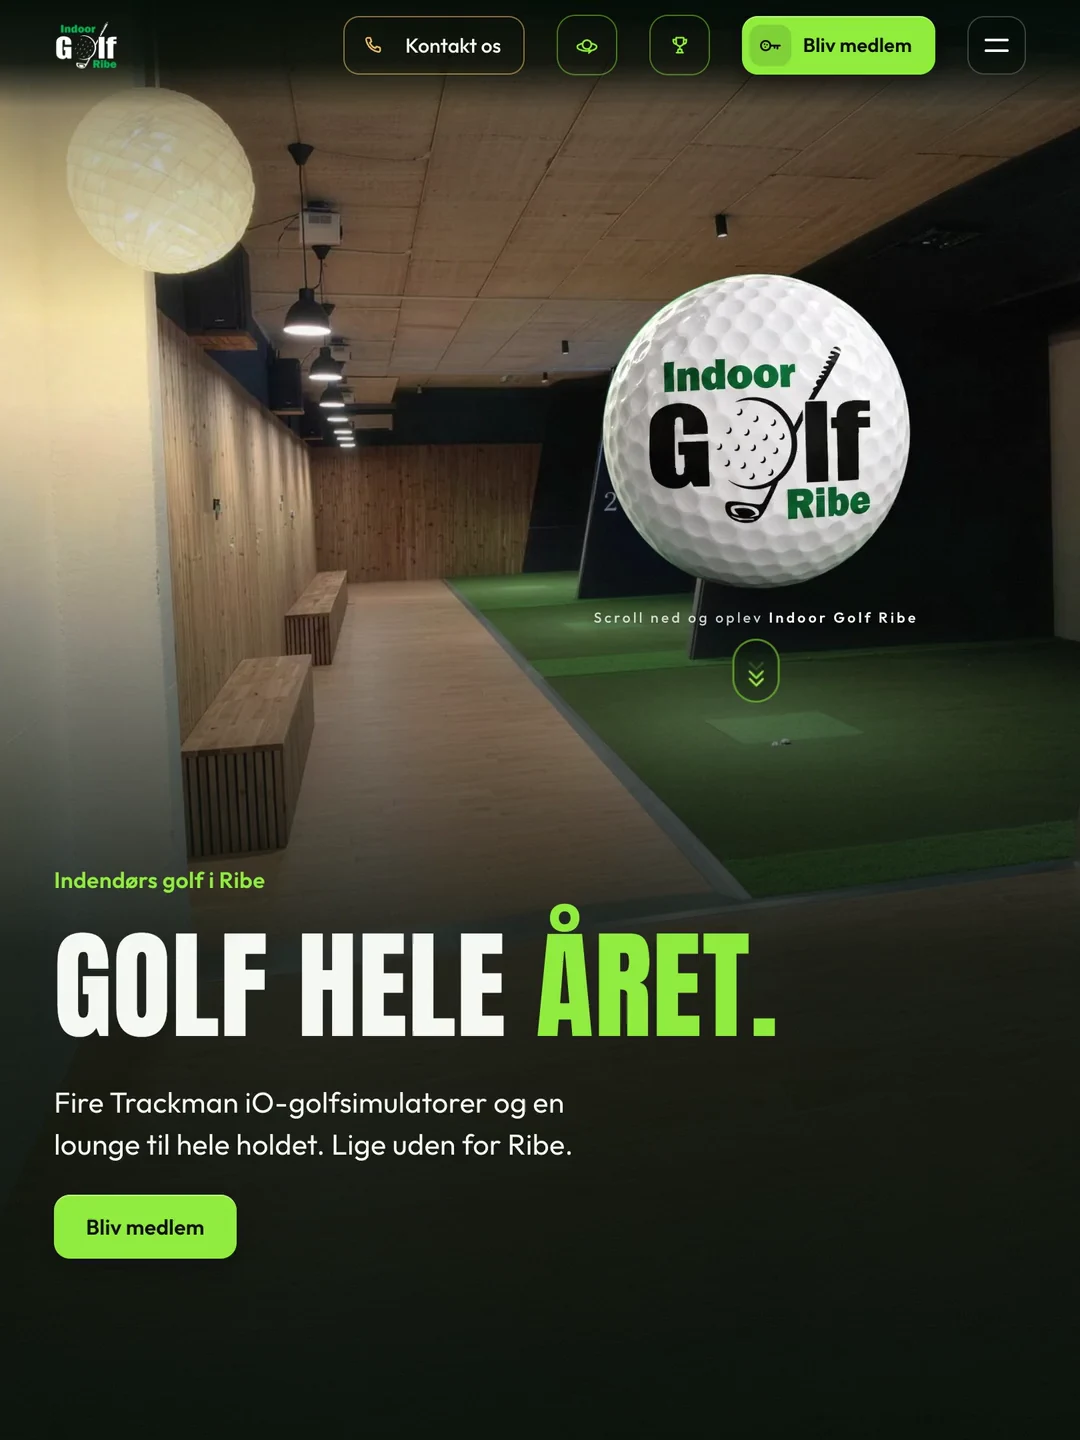 Indoor
Golf
Ribe
Kontakt os
Bliv medlem
Indoor
Golf
Ribe
2
Scroll ned og oplev Indoor Golf Ribe
Indendørs golf i Ribe
GOLF HELE ÅRET.
Fire Trackman iO-golfsimulatorer og en
lounge til hele holdet. Lige uden for Ribe.
Bliv medlem